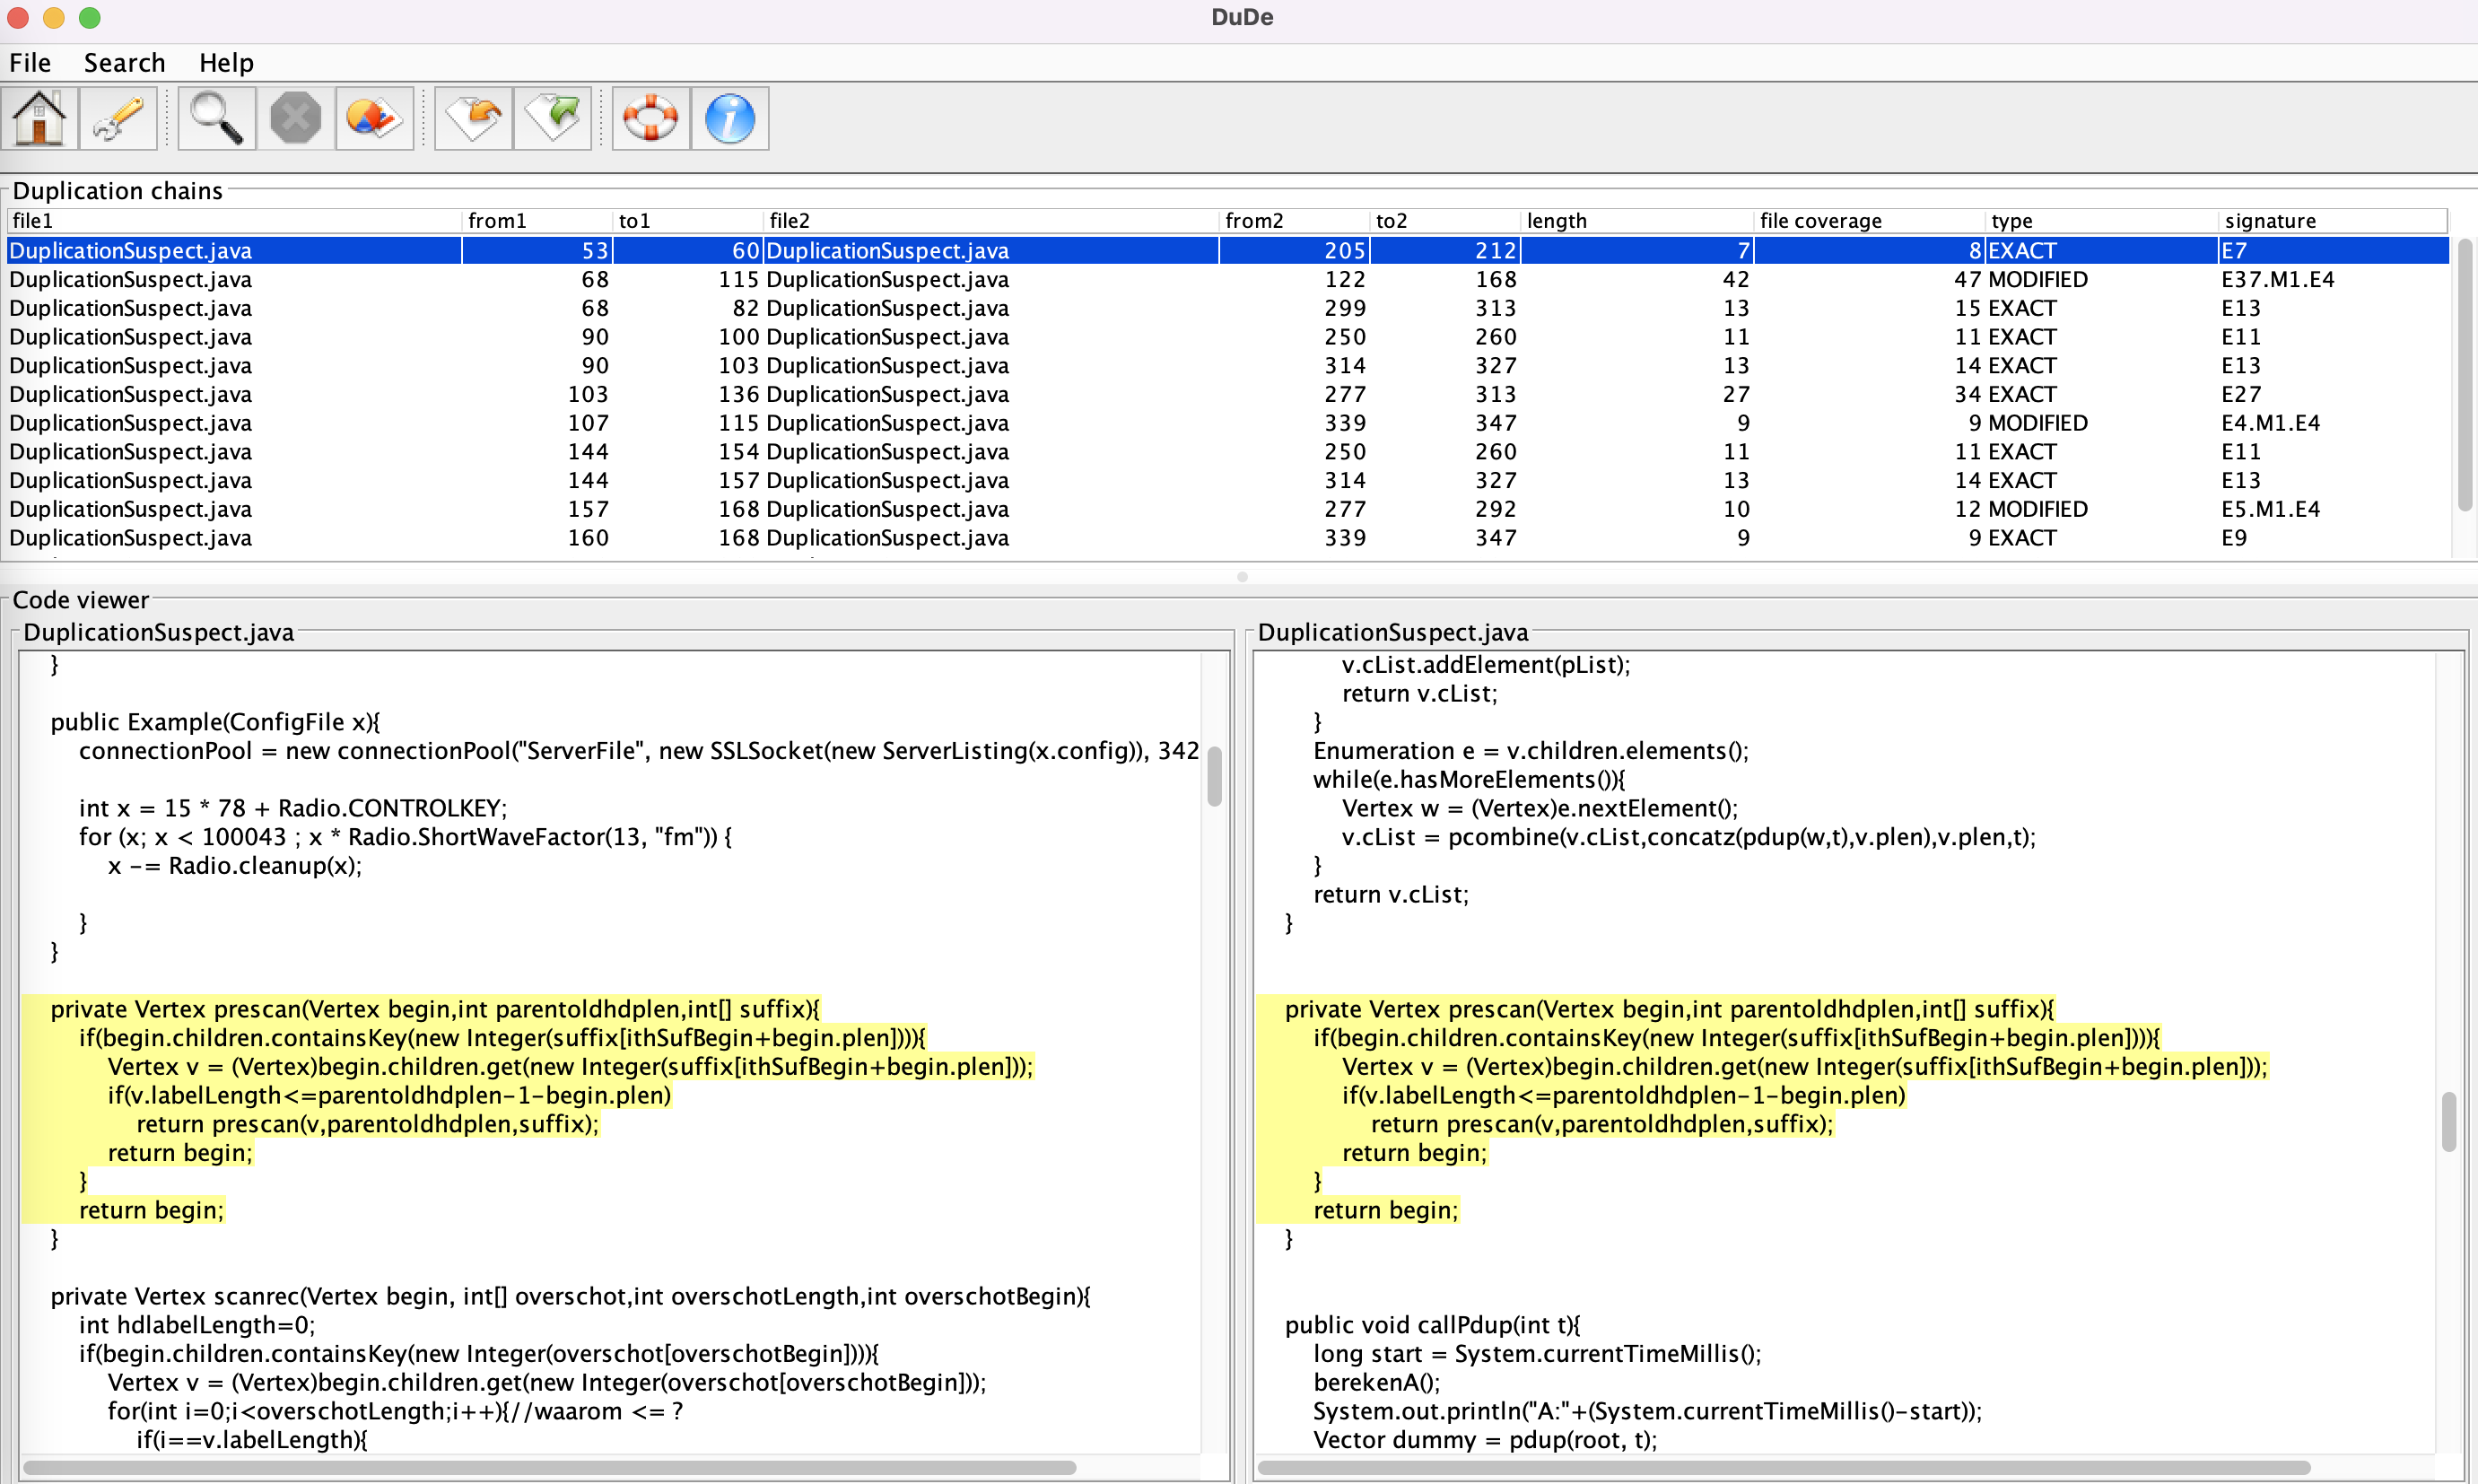 DuDe
File Search Help
Duplication chains
file1 from1 to1 file2 from2 to2 length file coverage type signature
DuplicationSuspect.java 53 60 DuplicationSuspect.java 205 212 7 8 EXACT E7
DuplicationSuspect.java 68 115 DuplicationSuspect.java 122 168 42 47 MODIFIED E37.M1.E4
DuplicationSuspect.java 68 82 DuplicationSuspect.java 299 313 13 15 EXACT E13
DuplicationSuspect.java 90 100 DuplicationSuspect.java 250 260 11 11 EXACT E11
DuplicationSuspect.java 90 103 DuplicationSuspect.java 314 327 13 14 EXACT E13
DuplicationSuspect.java 103 136 DuplicationSuspect.java 277 313 27 34 EXACT E27
DuplicationSuspect.java 107 115 DuplicationSuspect.java 339 347 9 9 MODIFIED E4.M1.E4
DuplicationSuspect.java 144 154 DuplicationSuspect.java 250 260 11 11 EXACT E11
DuplicationSuspect.java 144 157 DuplicationSuspect.java 314 327 13 14 EXACT E13
DuplicationSuspect.java 157 168 DuplicationSuspect.java 277 292 10 12 MODIFIED E5.M1.E4
DuplicationSuspect.java 160 168 DuplicationSuspect.java 339 347 9 9 EXACT E9
Code viewer
DuplicationSuspect.java
}
public Example(ConfigFile x){
connectionPool = new connectionPool("ServerFile", new SSLSocket(new ServerListing(x.config)), 342
int x = 15 * 78 + Radio.CONTROLKEY;
for (x; x < 100043 ; x * Radio.ShortWaveFactor(13, "fm")) {
x -= Radio.cleanup(x);
}
}
private Vertex prescan(Vertex begin,int parentoldhdplen,int[] suffix){
if(begin.children.containsKey(new Integer(suffix[ithSufBegin+begin.plen]))){
Vertex v = (Vertex)begin.children.get(new Integer(suffix[ithSufBegin+begin.plen]));
if(v.labelLength<=parentoldhdplen-1-begin.plen)
return prescan(v,parentoldhdplen,suffix);
return begin;
}
return begin;
}
private Vertex scanrec(Vertex begin, int[] overschot,int overschotLength,int overschotBegin){
int hdlabelLength=0;
if(begin.children.containsKey(new Integer(overschot[overschotBegin]))){
Vertex v = (Vertex)begin.children.get(new Integer(overschot[overschotBegin]));
for(int i=0;i<overschotLength;i++){//waarom <= ?
if(i==v.labelLength){
DuplicationSuspect.java
v.cList.addElement(pList);
return v.cList;
}
Enumeration e = v.children.elements();
while(e.hasMoreElements()){
Vertex w = (Vertex)e.nextElement();
v.cList = pcombine(v.cList,concatz(pdup(w,t),v.plen),v.plen,t);
}
return v.cList;
}
private Vertex prescan(Vertex begin,int parentoldhdplen,int[] suffix){
if(begin.children.containsKey(new Integer(suffix[ithSufBegin+begin.plen]))){
Vertex v = (Vertex)begin.children.get(new Integer(suffix[ithSufBegin+begin.plen]));
if(v.labelLength<=parentoldhdplen-1-begin.plen)
return prescan(v,parentoldhdplen,suffix);
return begin;
}
return begin;
}
public void callPdup(int t){
long start = System.currentTimeMillis();
berekenA();
System.out.println("A:"+(System.currentTimeMillis()-start));
Vector dummy = pdup(root, t);